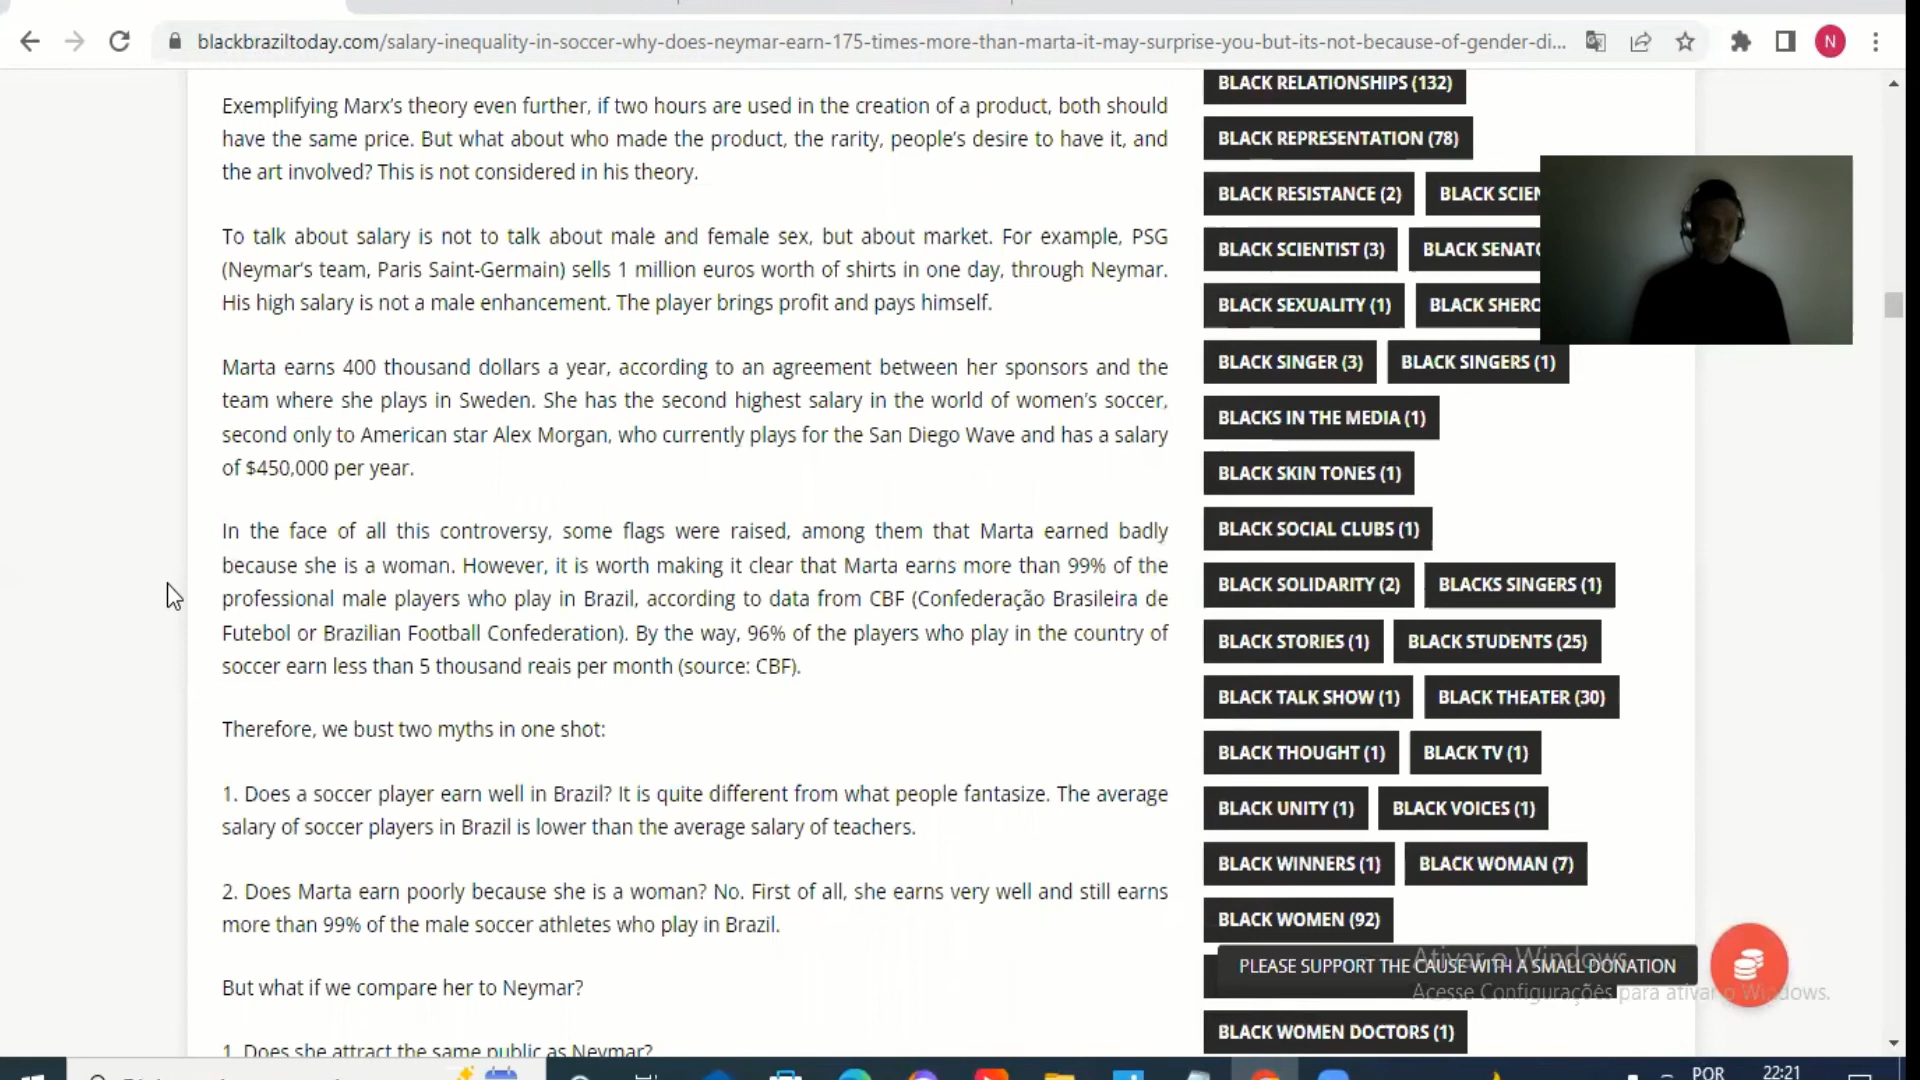 blackbraziltoday.com/salary-inequality-in-soccer-why-does-neymar-earn-175-times-more-than-marta-it-may-surprise-you-but-its-not-because-of-gender-di...
N
Exemplifying Marx's theory even further, if two hours are used in the creation of a product, both should
have the same price. But what about who made the product, the rarity, people's desire to have it, and
the art involved? This is not considered in his theory.
To talk about salary is not to talk about male and female sex, but about market. For example, PSG
(Neymar's team, Paris Saint-Germain) sells 1 million euros worth of shirts in one day, through Neymar.
His high salary is not a male enhancement. The player brings profit and pays himself.
Marta earns 400 thousand dollars a year, according to an agreement between her sponsors and the
team where she plays in Sweden. She has the second highest salary in the world of women's soccer,
second only to American star Alex Morgan, who currently plays for the San Diego Wave and has a salary
of $450,000 per year.
In the face of all this controversy, some flags were raised, among them that Marta earned badly
because she is a woman. However, it is worth making it clear that Marta earns more than 99% of the
professional male players who play in Brazil, according to data from CBF (Confederação Brasileira de
Futebol or Brazilian Football Confederation). By the way, 96% of the players who play in the country of
soccer earn less than 5 thousand reais per month (source: CBF).
Therefore, we bust two myths in one shot:
1. Does a soccer player earn well in Brazil? It is quite different from what people fantasize. The average
salary of soccer players in Brazil is lower than the average salary of teachers.
2. Does Marta earn poorly because she is a woman? No. First of all, she earns very well and still earns
more than 99% of the male soccer athletes who play in Brazil.
But what if we compare her to Neymar?
1. Does she attract the same public as Neymar?
BLACK RELATIONSHIPS (132)
BLACK REPRESENTATION (78)
BLACK RESISTANCE (2) BLACK SCIEN
BLACK SCIENTIST (3) BLACK SENATO
BLACK SEXUALITY (1) BLACK SHERO
BLACK SINGER (3) BLACK SINGERS (1)
BLACKS IN THE MEDIA (1)
BLACK SKIN TONES (1)
BLACK SOCIAL CLUBS (1)
BLACK SOLIDARITY (2) BLACKS SINGERS (1)
BLACK STORIES (1) BLACK STUDENTS (25)
BLACK TALK SHOW (1) BLACK THEATER (30)
BLACK THOUGHT (1) BLACK TV (1)
BLACK UNITY (1) BLACK VOICES (1)
BLACK WINNERS (1) BLACK WOMAN (7)
BLACK WOMEN (92)
PLEASE SUPPORT THE CAUSE WITH A SMALL DONATION
Ativar o Windows
Acesse Configurações para ativar o Windows.
BLACK WOMEN DOCTORS (1)
POR
22:21